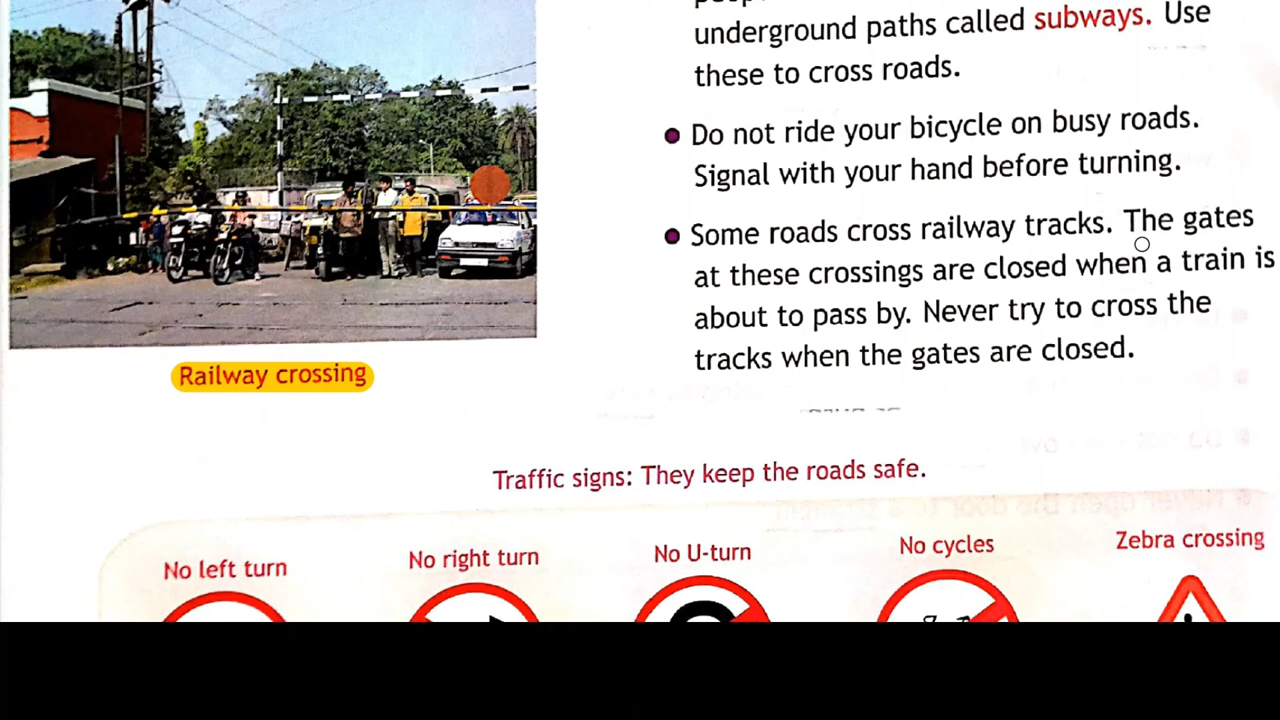 underground paths called subways. Use
these to cross roads.
Do not ride your bicycle on busy roads.
Signal with your hand before turning.
Some roads cross railway tracks. The gates
at these crossings are closed when a train is
about to pass by. Never try to cross the
tracks when the gates are closed.
Railway crossing
Traffic signs: They keep the roads safe.
No left turn
No right turn
No U-turn
No cycles
Zebra crossing